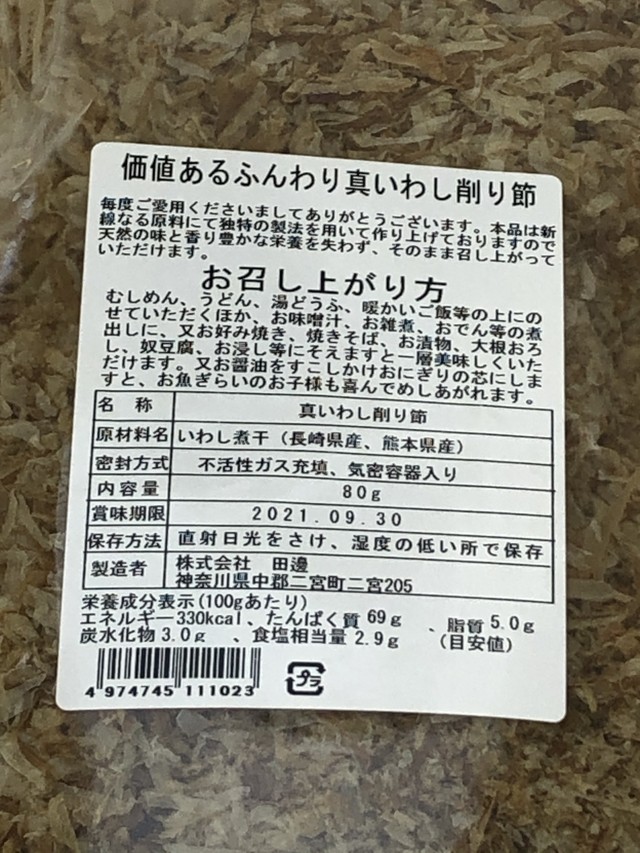 価値あるふんわり真いわし削り節
毎度ご愛用くださいましてありがとうございます。本品は新
線なる原料にて独特の製法を用いて作り上げておりますので
天然の味と香り豊かな栄養を失わず、そのまま召し上がって
いただけます。
お召し上がり方
むしめん、うどん、湯どうふ、暖かいご飯等の上にの
せていただくほか、お味噌汁、お雑煮、おでん等の煮
出しに、又お好み焼き、焼きそば、お漬物、大根おろ
し、奴豆腐、お浸し等にそえますと一層美味しくいた
だけます。又お醤油をすこしかけおにぎりの芯にしま
すと、お魚ぎらいのお子様も喜んでめしあがれます。
名 称 真いわし削り節
原材料名 いわし煮干（長崎県産、熊本県産）
密封方式 不活性ガス充填、気密容器入り
内容量 80g
賞味期限 2021.09.30
保存方法 直射日光をさけ、湿度の低い所で保存
製造者 株式会社 田邊
神奈川県中郡二宮町二宮205
栄養成分表示(100gあたり)
エネルギー330kcal、たんぱく質 69g 、脂質 5.0g
炭水化物 3.0g 、食塩相当量 2.9g (目安値)
4 974745 111023
プラ